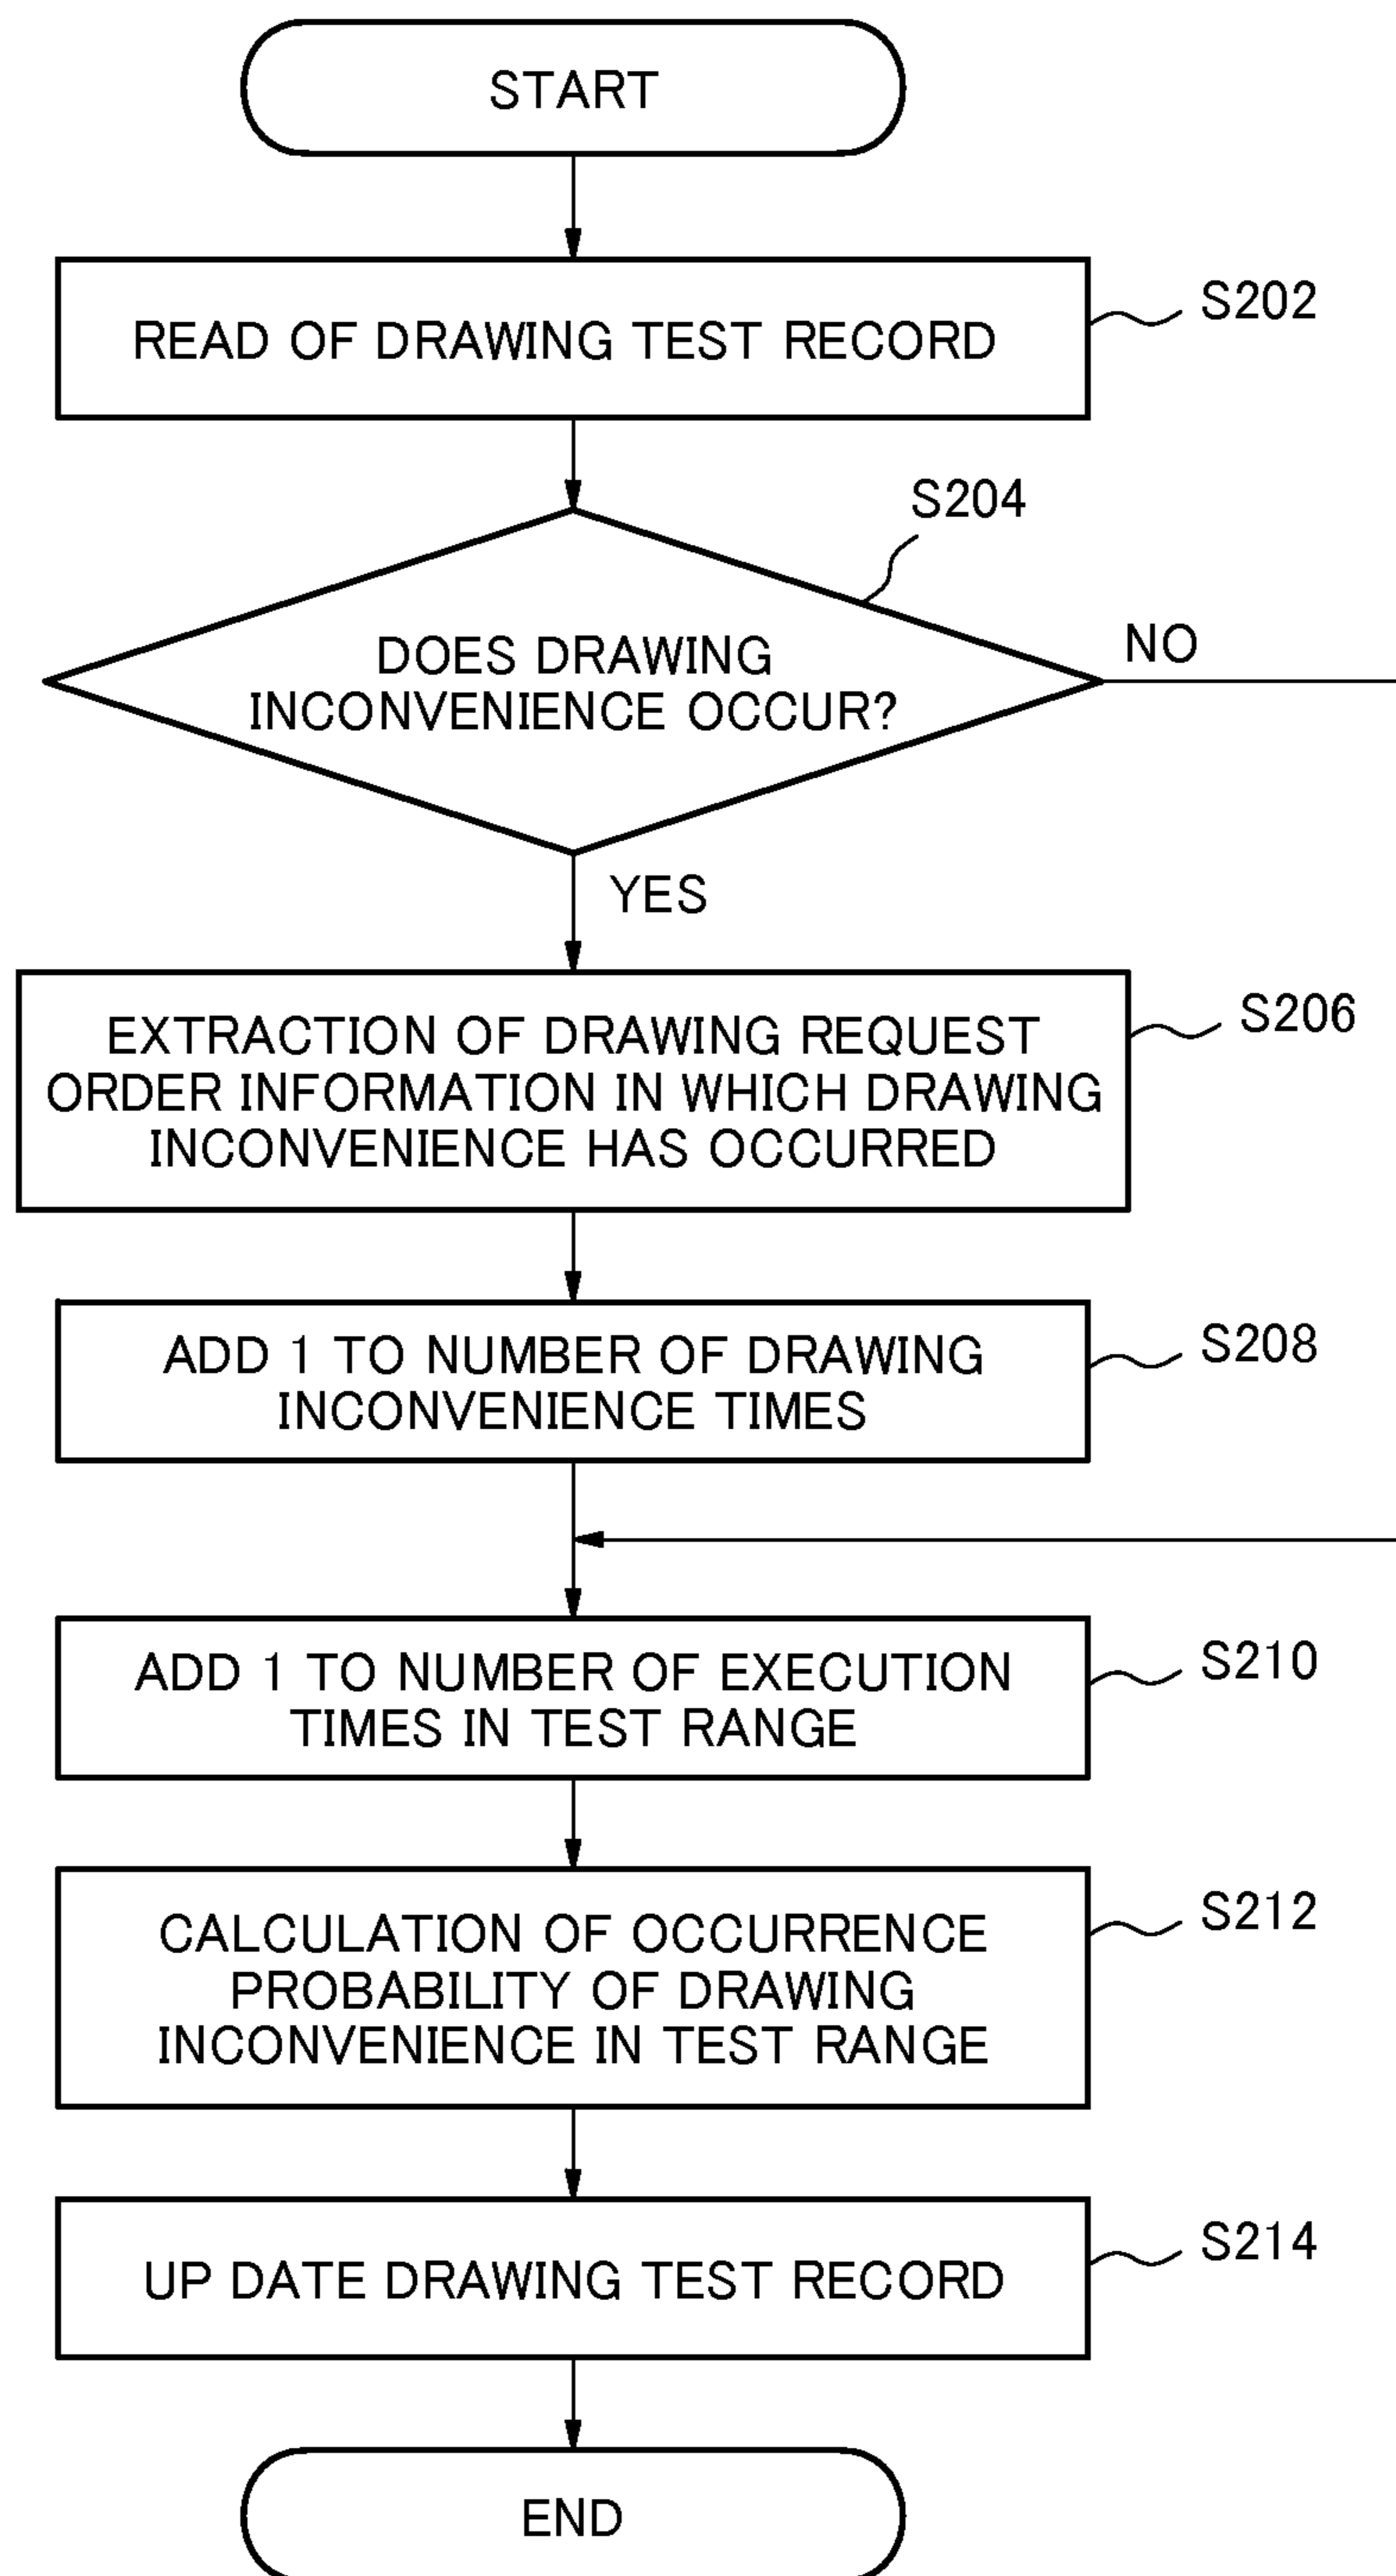 START
READ OF DRAWING TEST RECORD
S202
S204
DOES DRAWING
INCONVENIENCE OCCUR?
NO
YES
EXTRACTION OF DRAWING REQUEST
ORDER INFORMATION IN WHICH DRAWING
INCONVENIENCE HAS OCCURRED
S206
ADD 1 TO NUMBER OF DRAWING
INCONVENIENCE TIMES
S208
ADD 1 TO NUMBER OF EXECUTION
TIMES IN TEST RANGE
S210
CALCULATION OF OCCURRENCE
PROBABILITY OF DRAWING
INCONVENIENCE IN TEST RANGE
S212
UP DATE DRAWING TEST RECORD
S214
END